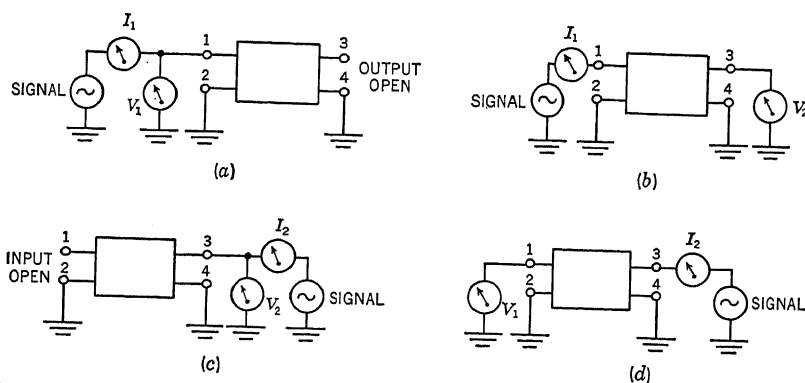 I₁
1
3
SIGNAL
V₁
2
4
OUTPUT
OPEN
(a)
I₁
1
3
2
4
V₂
(b)
INPUT
OPEN
1
2
3
4
I₂
V₂
SIGNAL
(c)
1
2
V₁
3
4
I₂
SIGNAL
(d)
SIGNAL